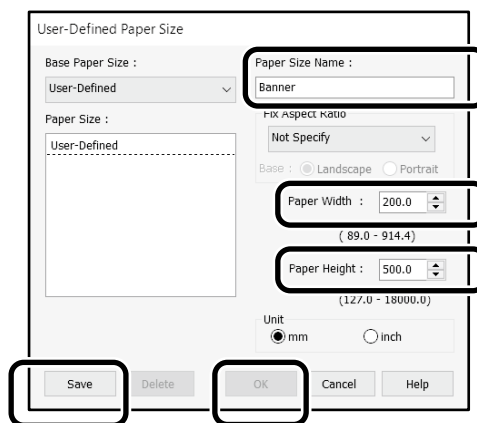 User-Defined Paper Size
Base Paper Size :
User-Defined
Paper Size :
User-Defined
Paper Size Name :
Banner
Fix Aspect Ratio
Not Specify
Base : Landscape Portrait
Paper Width : 200.0
( 89.0 - 914.4)
Paper Height : 500.0
(127.0 - 18000.0)
Unit
mm inch
Save Delete OK Cancel Help